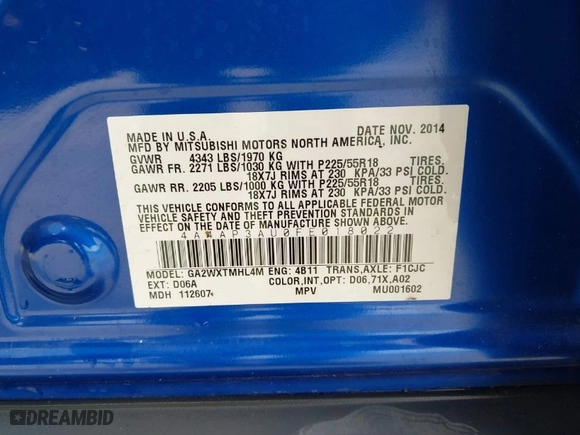 MADE IN U.S.A. DATE NOV. 2014
MFD BY MITSUBISHI MOTORS NORTH AMERICA, INC.
GVWR 4343 LBS/1970 KG
GAWR FR. 2271 LBS/1030 KG WITH P225/55R18 TIRES,
18X7J RIMS AT 230 KPA/33 PSI COLD.
GAWR RR. 2205 LBS/1000 KG WITH P225/55R18 TIRES,
18X7J RIMS AT 230 KPA/33 PSI COLD.
THIS VEHICLE CONFORMS TO ALL APPLICABLE FEDERAL MOTOR
VEHICLE SAFETY AND THEFT PREVENTION STANDARDS IN
EFFECT ON THE DATE OF MANUFACTURE SHOWN ABOVE.
MODEL: GA2WXTMHL4M ENG: 4B11 TRANS,AXLE: F1CJC
EXT: D06A COLOR,INT,OPT: D06,71X,A02
MDH 112607 MPV MU001602
DREAMBID